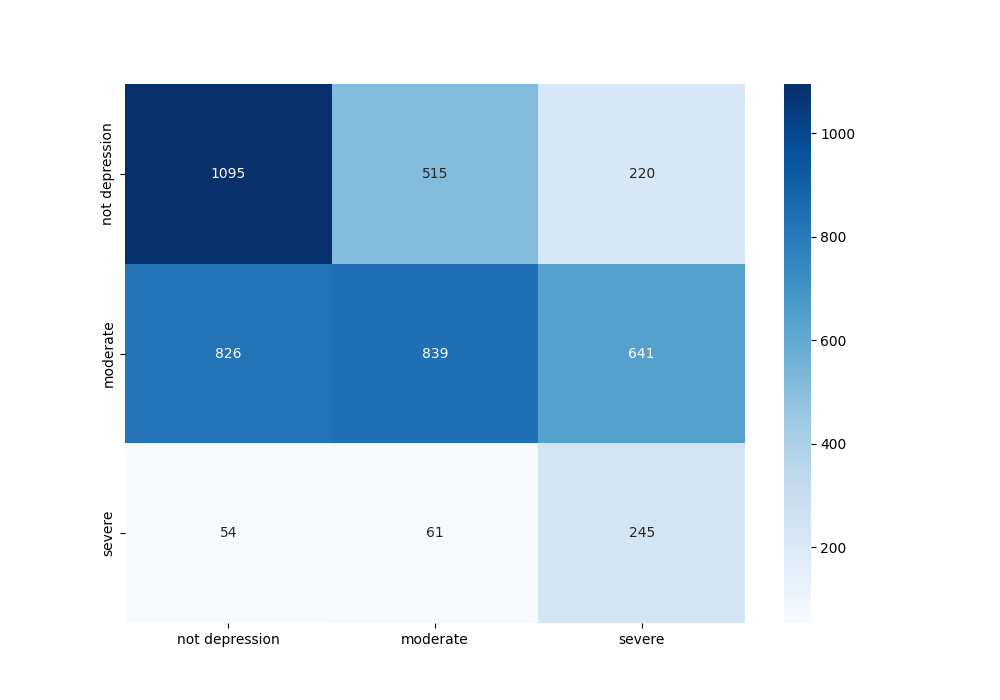 not depression
1095
515
220
moderate
826
839
641
severe
54
61
245
not depression
moderate
severe
1000
800
600
400
200